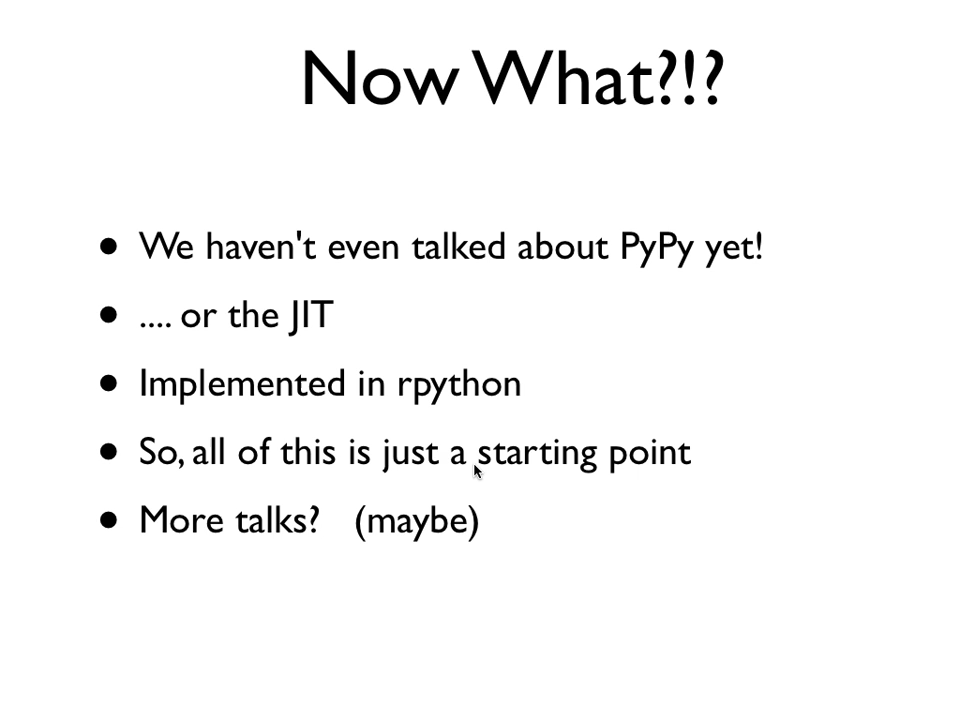 Now What?!?
• We haven't even talked about PyPy yet!
• .... or the JIT
• Implemented in rpython
• So, all of this is just a starting point
• More talks? (maybe)